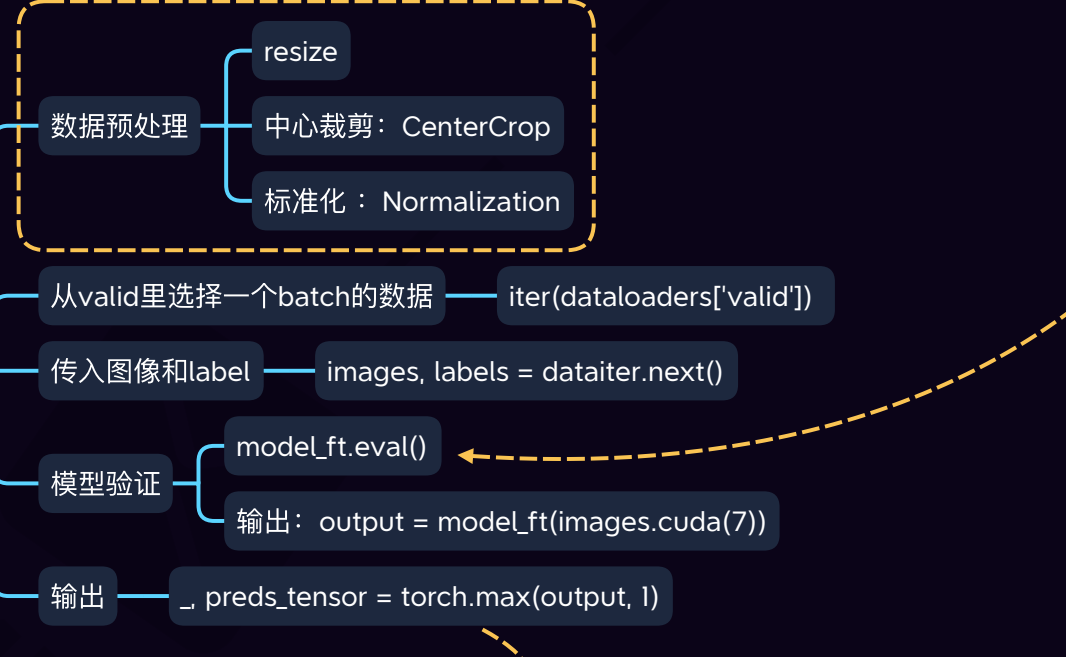 resize
数据预处理
中心裁剪：CenterCrop
标准化 ：Normalization
从valid里选择一个batch的数据
iter(dataloaders['valid'])
传入图像和label
images, labels = dataiter.next()
model_ft.eval()
模型验证
输出：output = model_ft(images.cuda(7))
输出
_, preds_tensor = torch.max(output, 1)